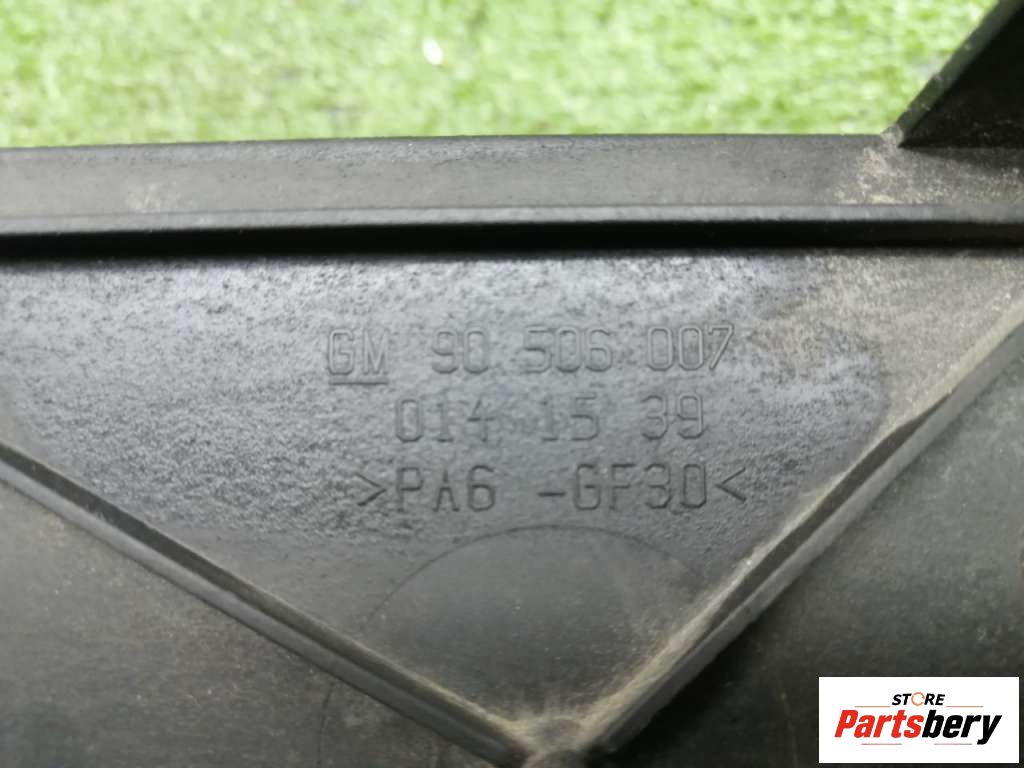 GM 90 506 007
014 15 39
>PA6 -GF30<
STORE
Partsbery